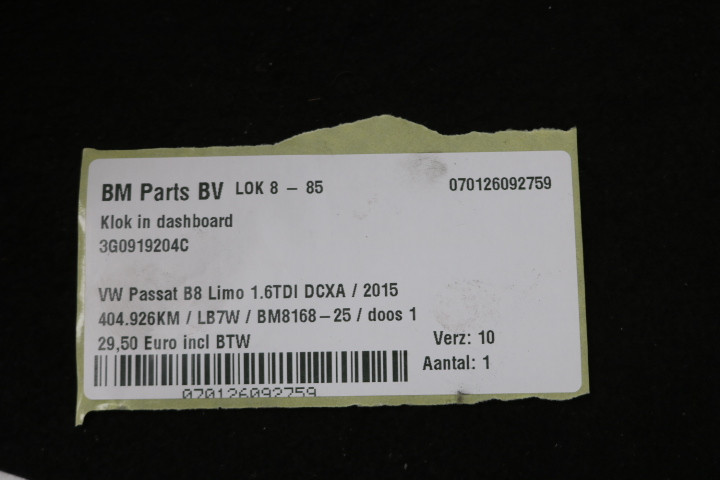 BM Parts BV LOK 8 - 85 070126092759
Klok in dashboard
3G0919204C
VW Passat B8 Limo 1.6TDI DCXA / 2015
404.926KM / LB7W / BM8168-25 / doos 1
29,50 Euro incl BTW Verz: 10
Aantal: 1
070126092759